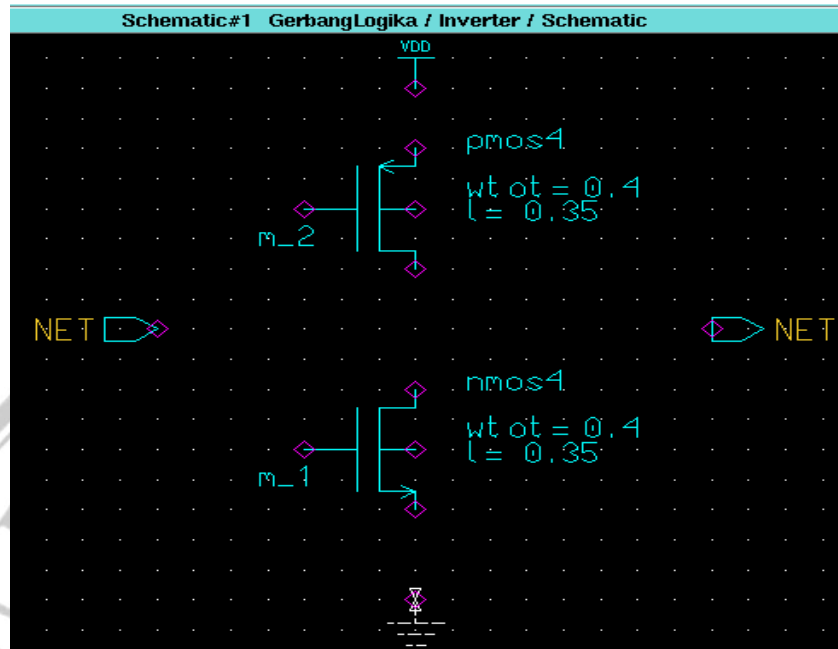 Schematic#1 GerbangLogika / Inverter / Schematic
VDD
pmos4
wtot = 0.4
l = 0.35
m_2
NET
NET
nmos4
wtot = 0.4
l = 0.35
m_1